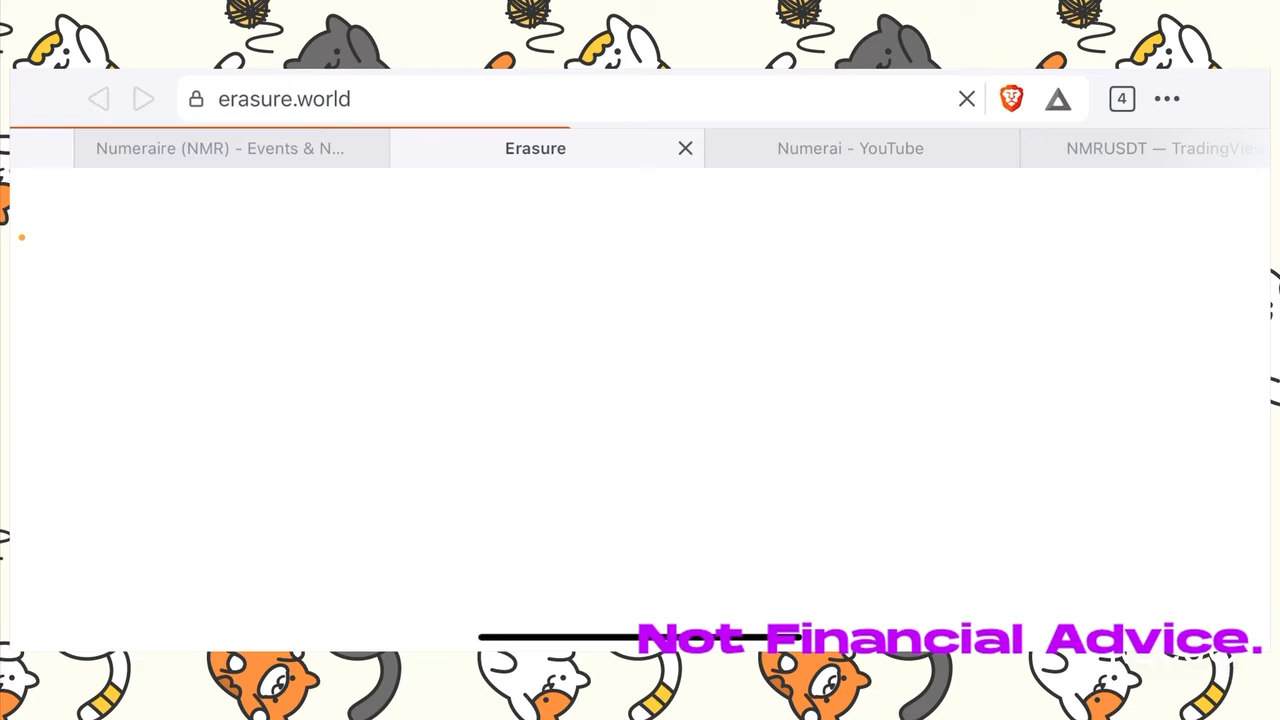 erasure.world
4
Numeraire (NMR) - Events & N...
Erasure
Numerai - YouTube
NMRUSDT — TradingVie
Not Financial Advice.